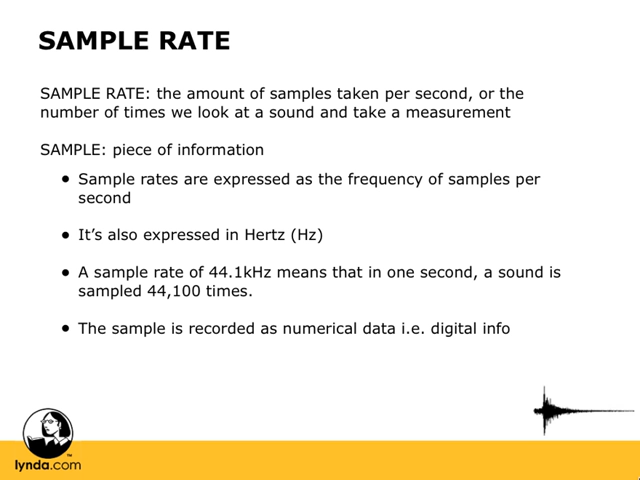 SAMPLE RATE
SAMPLE RATE: the amount of samples taken per second, or the
number of times we look at a sound and take a measurement
SAMPLE: piece of information
• Sample rates are expressed as the frequency of samples per
second
• It’s also expressed in Hertz (Hz)
• A sample rate of 44.1kHz means that in one second, a sound is
sampled 44,100 times.
• The sample is recorded as numerical data i.e. digital info
™
lynda.com